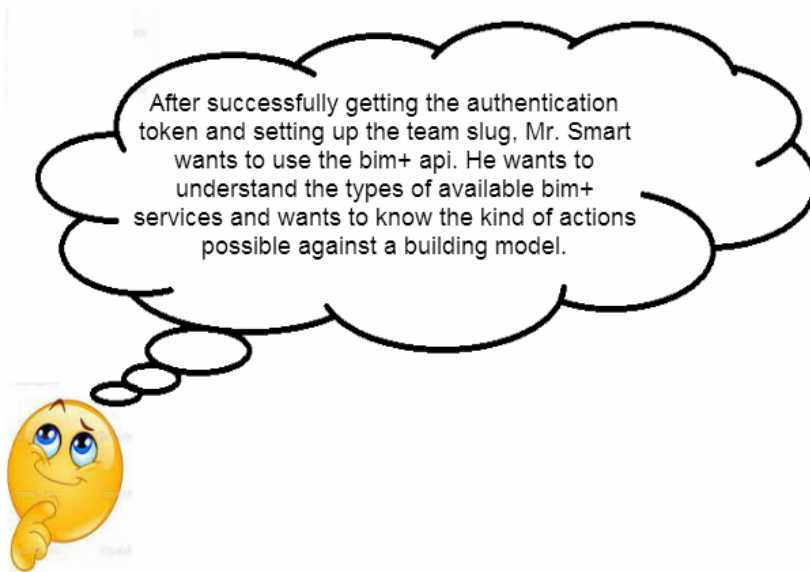 After successfully getting the authentication
token and setting up the team slug, Mr. Smart
wants to use the bim+ api. He wants to
understand the types of available bim+
services and wants to know the kind of actions
possible against a building model.